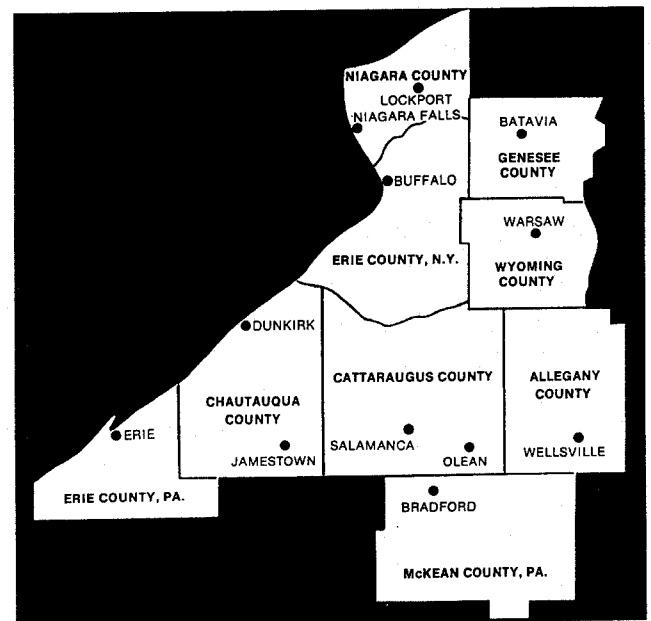 NIAGARA COUNTY
LOCKPORT
NIAGARA FALLS
BATAVIA
GENESEE
COUNTY
BUFFALO
WARSAW
ERIE COUNTY, N.Y.
WYOMING
COUNTY
DUNKIRK
CATTARAUGUS COUNTY
ALLEGANY
COUNTY
CHAUTAUQUA
COUNTY
ERIE
SALAMANCA
JAMESTOWN
OLEAN
WELLSVILLE
ERIE COUNTY, PA.
BRADFORD
McKEAN COUNTY, PA.